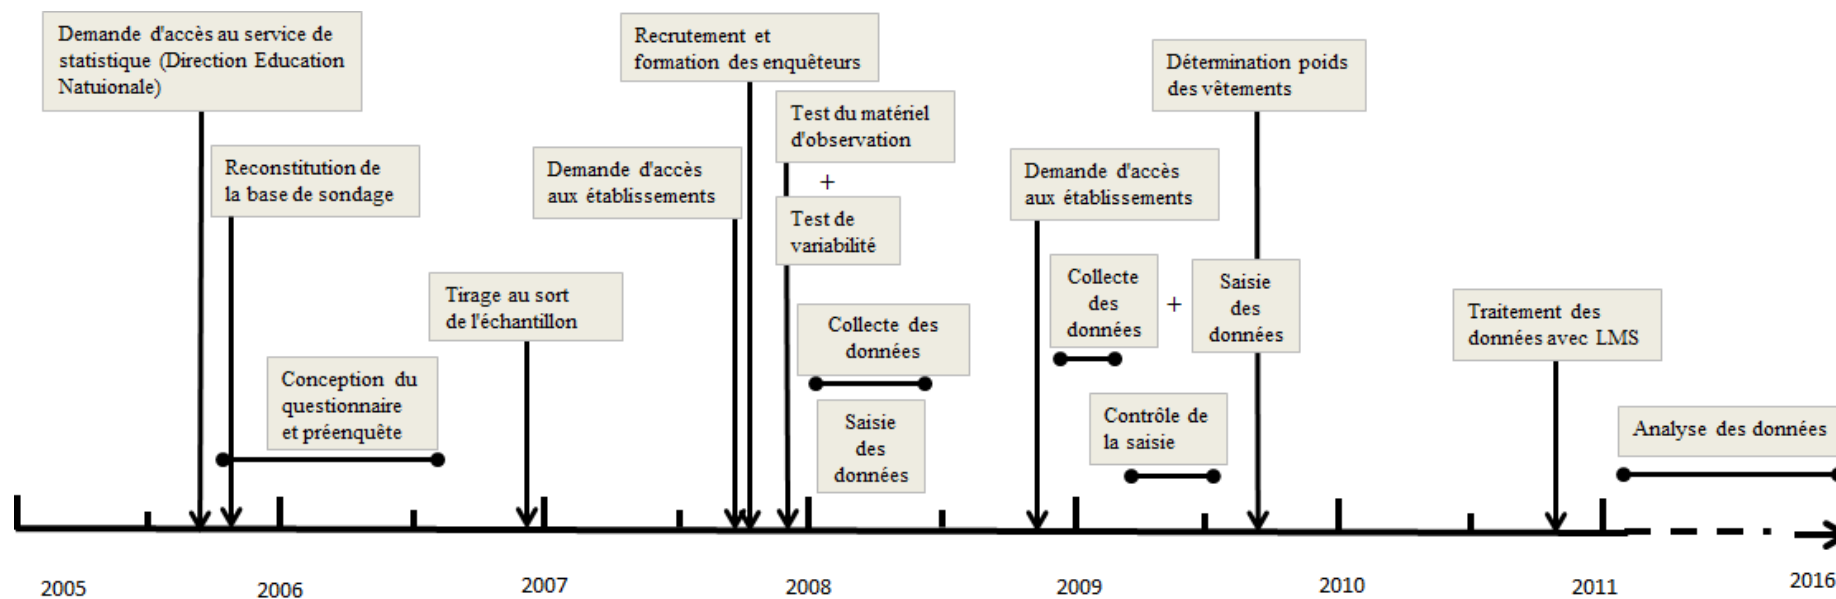 Demande d'accès au service de
statistique (Direction Education
Natuionale)
Reconstitution de
la base de sondage
Conception du
questionnaire
et préenquête
Tirage au sort
de l'échantillon
Demande d'accès
aux établissements
Recrutement et
formation des enquêteurs
Test du matériel
d'observation
+
Test de
variabilité
Collecte des
données
Saisie
des
données
Demande d'accès
aux établissements
Collecte
des
données
+
Saisie
des
données
Contrôle de
la saisie
Détermination poids
des vêtements
Traitement des
données avec LMS
Analyse des données
2005
2006
2007
2008
2009
2010
2011
2016